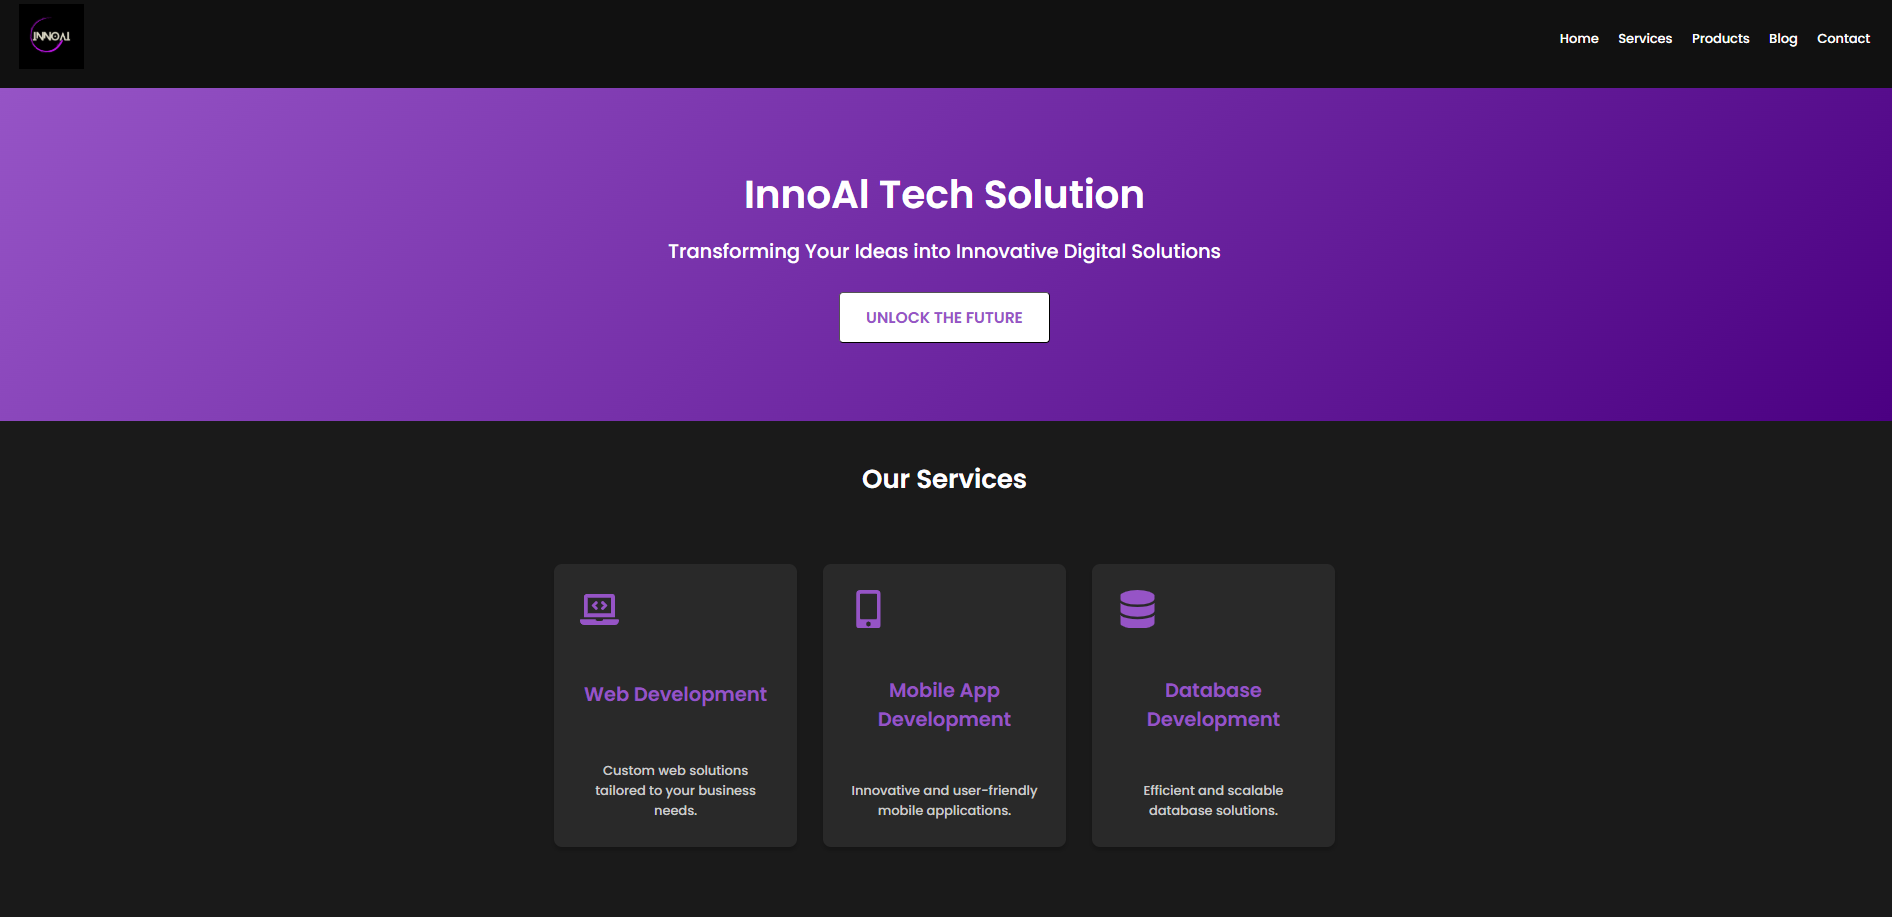 INNOAI
Home Services Products Blog Contact
InnoAl Tech Solution
Transforming Your Ideas into Innovative Digital Solutions
UNLOCK THE FUTURE
Our Services
Web Development
Custom web solutions
tailored to your business
needs.
Mobile App
Development
Innovative and user-friendly
mobile applications.
Database
Development
Efficient and scalable
database solutions.